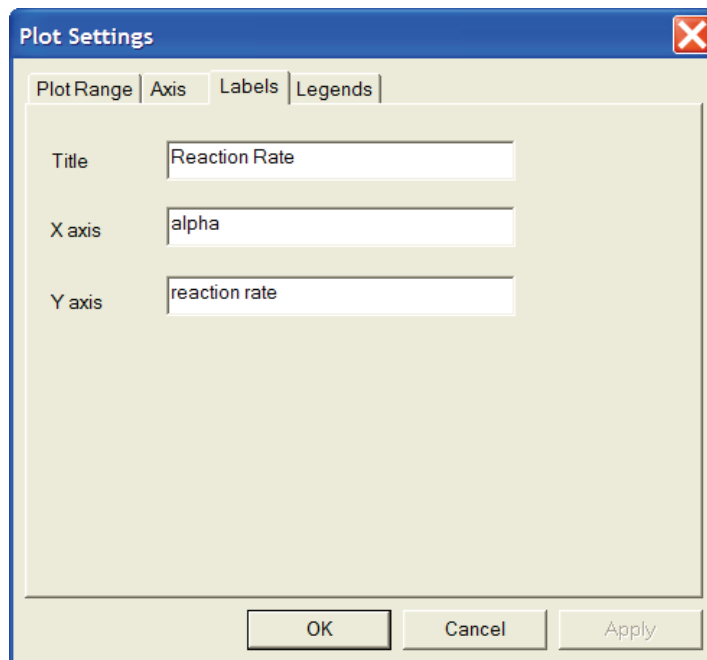 Plot Settings
Plot Range Axis Labels Legends
Title Reaction Rate
X axis alpha
Y axis reaction rate
OK Cancel Apply